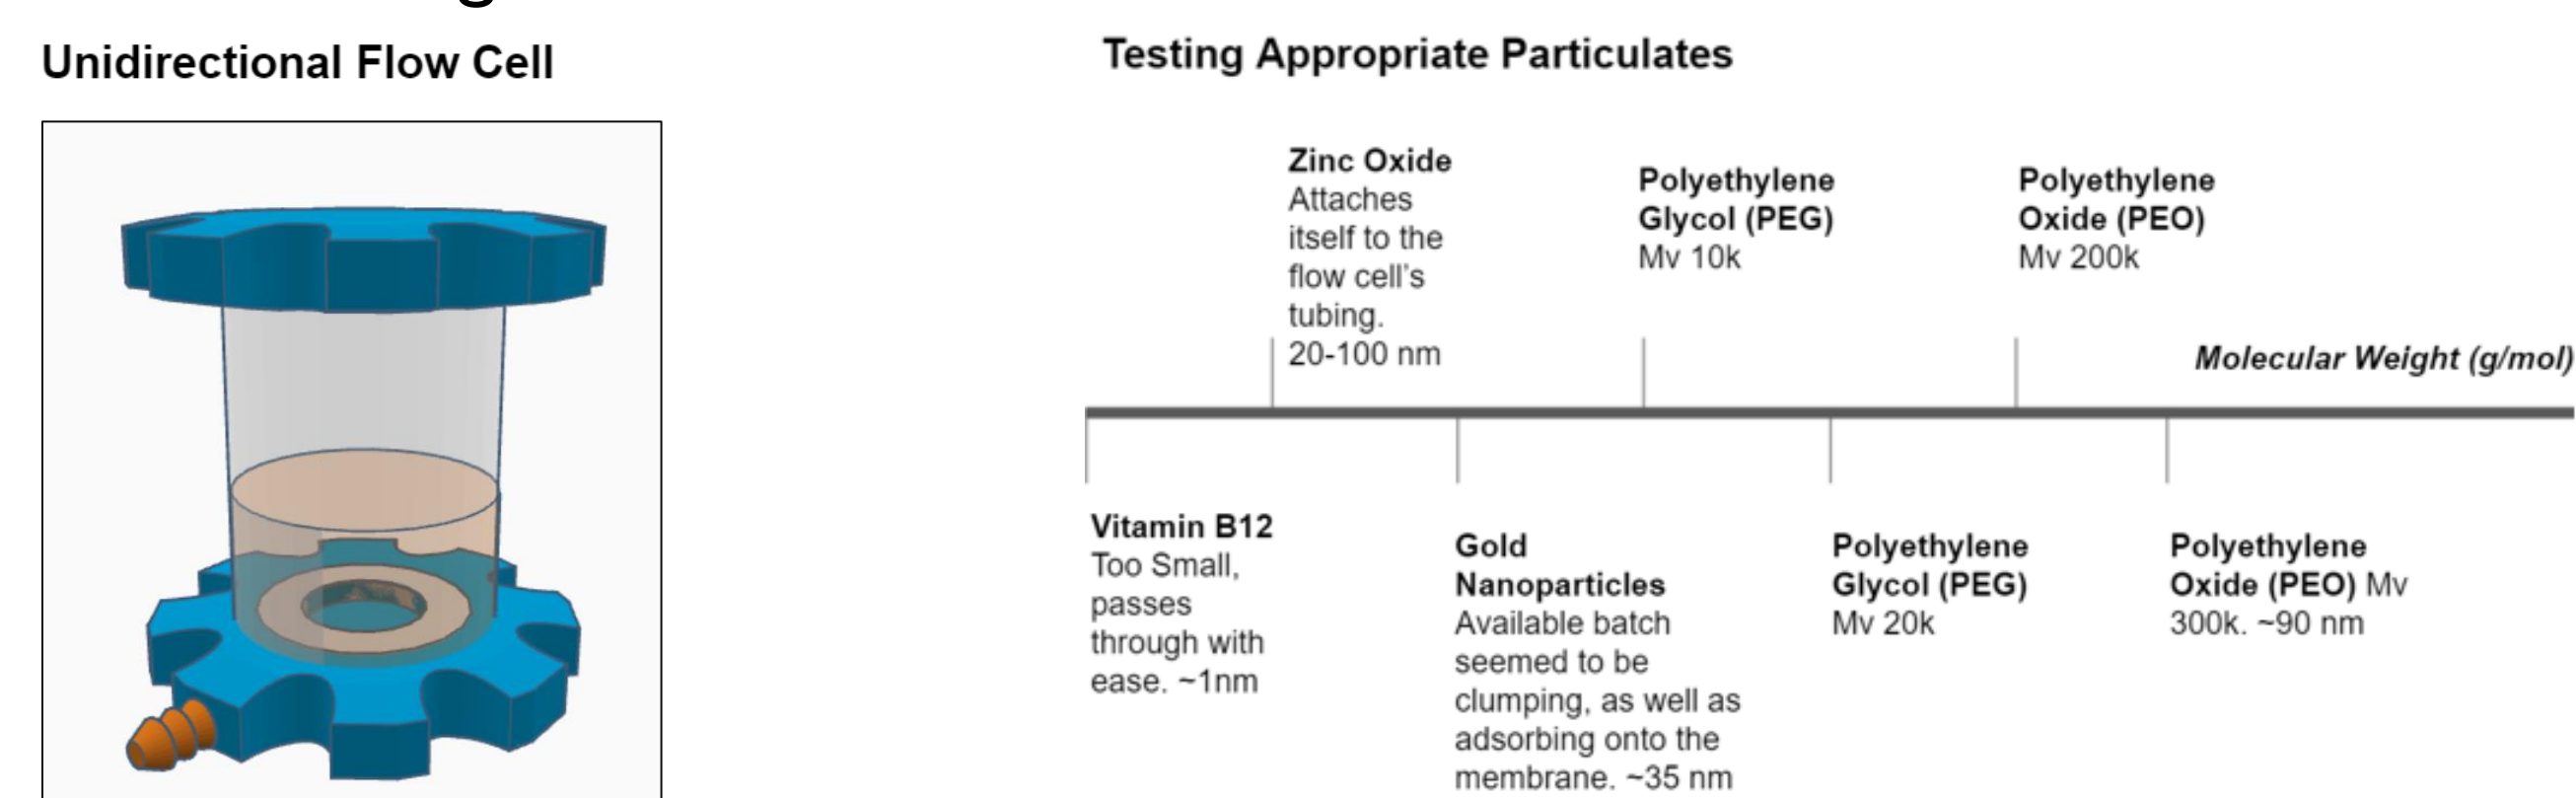 Unidirectional Flow Cell
Testing Appropriate Particulates
Zinc Oxide
Attaches
itself to the
flow cell's
tubing.
20-100 nm
Polyethylene
Glycol (PEG)
Mv 10k
Polyethylene
Oxide (PEO)
Mv 200k
Molecular Weight (g/mol)
Vitamin B12
Too Small,
passes
through with
ease. ~1nm
Gold
Nanoparticles
Available batch
seemed to be
clumping, as well as
adsorbing onto the
membrane. ~35 nm
Polyethylene
Glycol (PEG)
Mv 20k
Polyethylene
Oxide (PEO) Mv
300k. ~90 nm